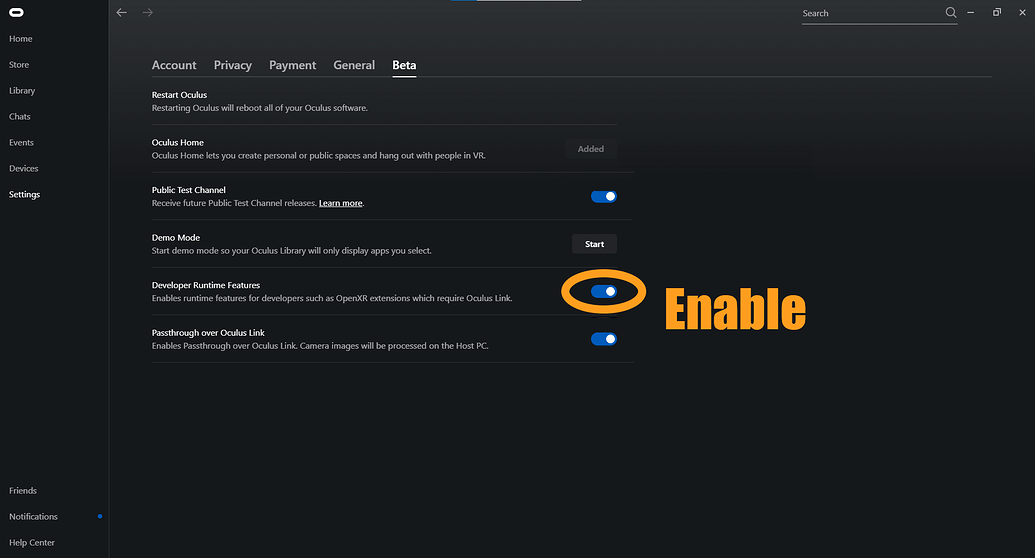 Search
Home
Store
Library
Chats
Events
Devices
Settings
Account Privacy Payment General Beta
Restart Oculus
Restarting Oculus will reboot all of your Oculus software.
Oculus Home
Oculus Home lets you create personal or public spaces and hang out with people in VR.
Added
Public Test Channel
Receive future Public Test Channel releases. Learn more.
Demo Mode
Start demo mode so your Oculus Library will only display apps you select.
Start
Developer Runtime Features
Enables runtime features for developers such as OpenXR extensions which require Oculus Link.
Enable
Passthrough over Oculus Link
Enables Passthrough over Oculus Link. Camera images will be processed on the Host PC.
Friends
Notifications
Help Center